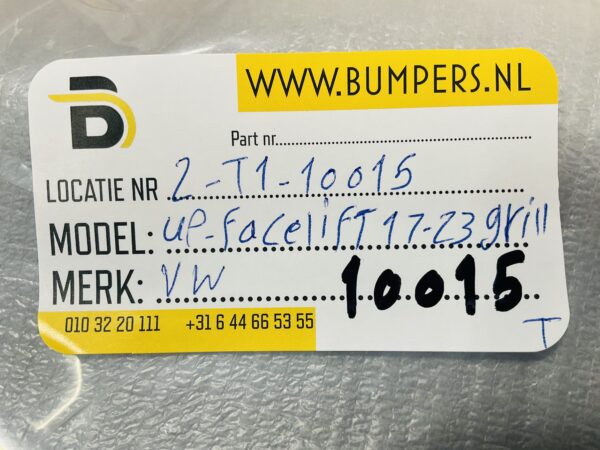 WWW.BUMPERS.NL
B
Part nr.
LOCATIE NR 2-T1-10015
MODEL: UP-facelift 17-23 grill
MERK: VW 10015
010 32 20 111 +31 6 44 66 53 55
T